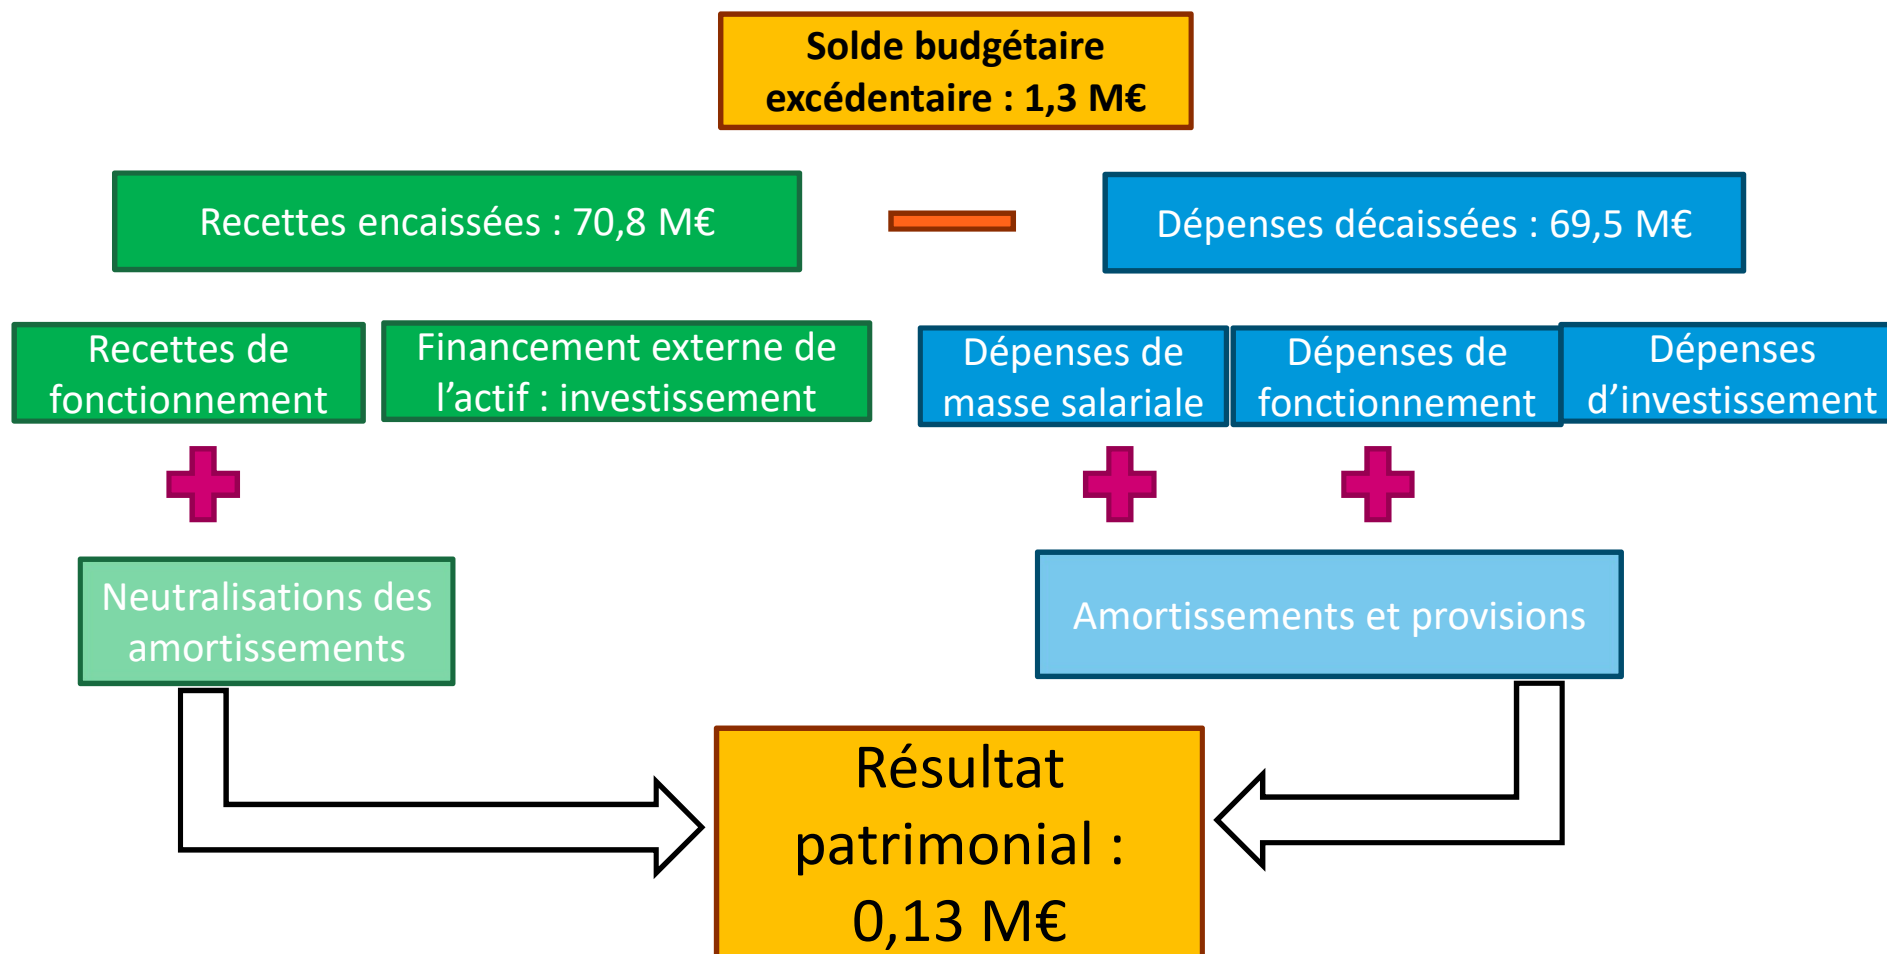 Solde budgétaire
excédentaire : 1,3 M€
Recettes encaissées : 70,8 M€
Dépenses décaissées : 69,5 M€
Recettes de
fonctionnement
Financement externe de
l’actif : investissement
Dépenses de
masse salariale
Dépenses de
fonctionnement
Dépenses
d’investissement
Neutralisations des
amortissements
Amortissements et provisions
Résultat
patrimonial :
0,13 M€